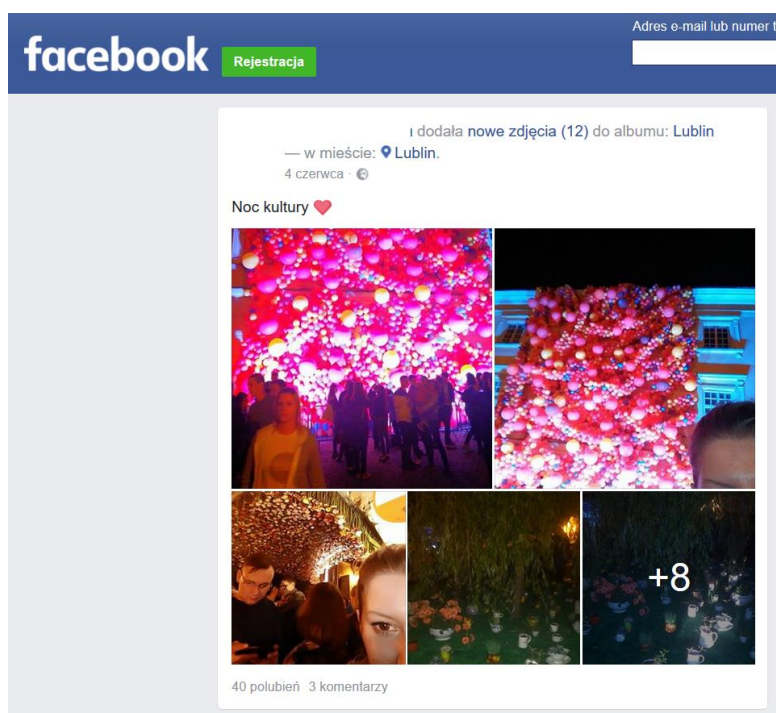 Adres e-mail lub numer t
facebook
Rejestracja
dodała nowe zdjęcia (12) do albumu: Lublin
— w mieście: Lublin.
4 czerwca ·
Noc kultury
+8
40 polubień 3 komentarzy